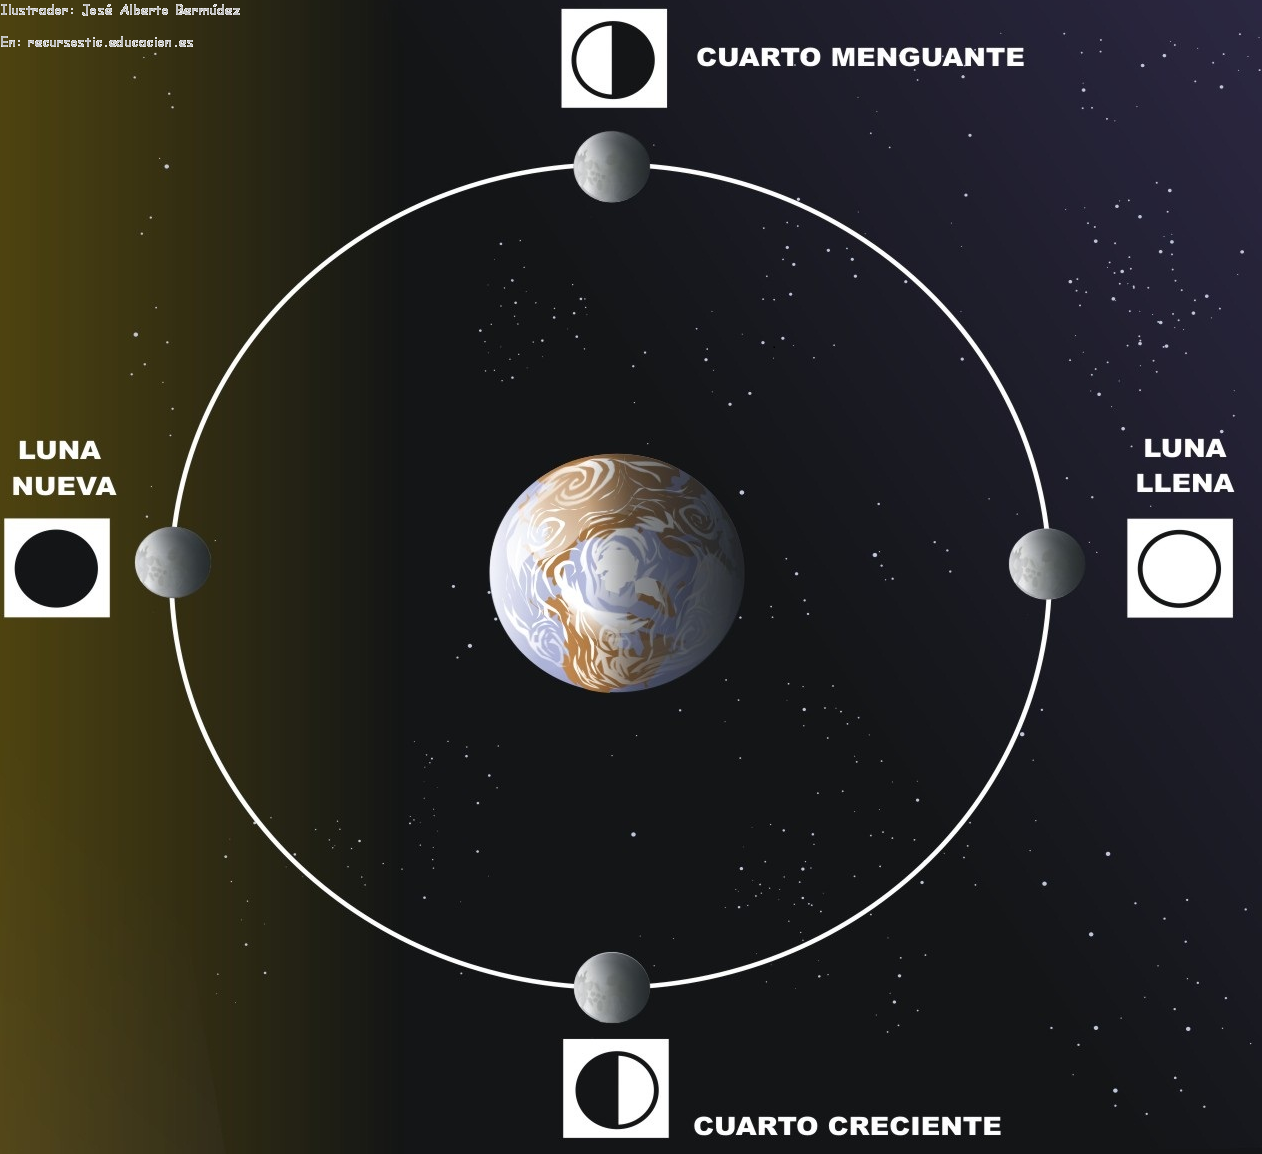 Ilustrador: José Alberto Bermúdez
En: recursostic.educacion.es
CUARTO MENGUANTE
LUNA
NUEVA
LUNA
LLENA
CUARTO CRECIENTE